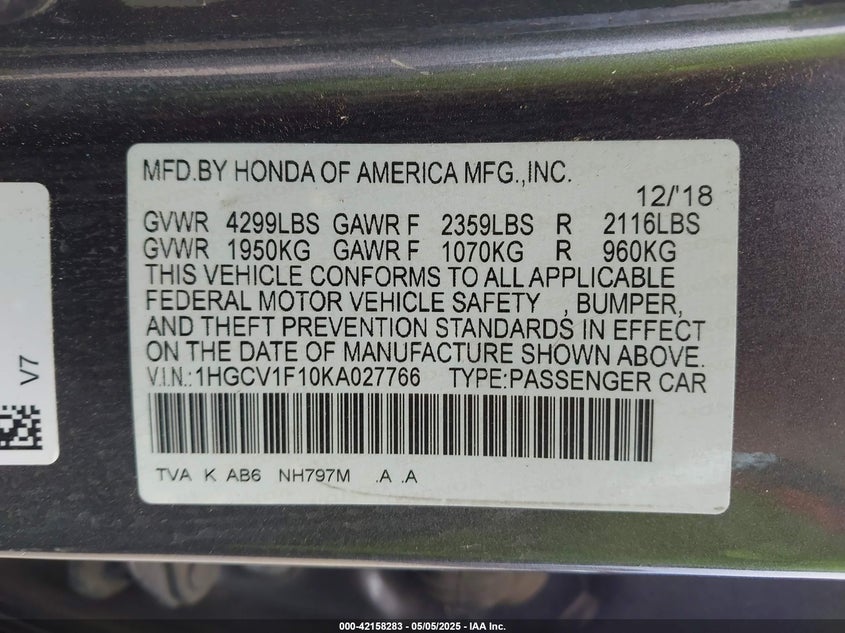 MFD.BY HONDA OF AMERICA MFG.,INC.
12/'18
GVWR 4299LBS GAWR F 2359LBS R 2116LBS
GVWR 1950KG GAWR F 1070KG R 960KG
THIS VEHICLE CONFORMS TO ALL APPLICABLE
FEDERAL MOTOR VEHICLE SAFETY , BUMPER,
AND THEFT PREVENTION STANDARDS IN EFFECT
ON THE DATE OF MANUFACTURE SHOWN ABOVE.
V.I.N.:1HGCV1F10KA027766 TYPE:PASSENGER CAR
TVA K AB6 NH797M .A .A
V7
000-42158283 - 05/05/2025 - IAA Inc.